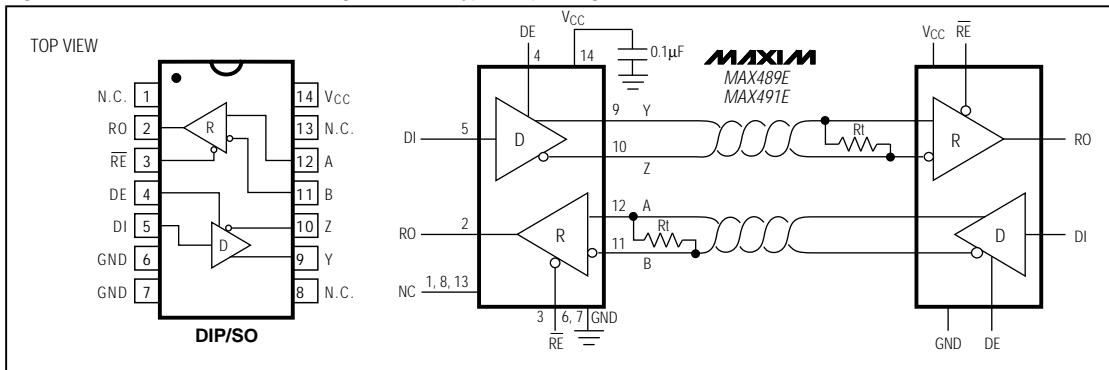 TOP VIEW
N.C. 1
RO 2
RE 3
DE 4
DI 5
GND 6
GND 7
14 VCC
13 N.C.
12 A
11 B
10 Z
9 Y
8 N.C.
R
D
DIP/SO
DE
4
VCC
14
0.1µF
MAXIM
MAX489E
MAX491E
DI 5
D
9 Y
10
Z
Rt
RO 2
R
12 A
Rt
11
B
NC 1, 8, 13
3
RE
6, 7
GND
VCC
RE
R
RO
D
DI
GND
DE